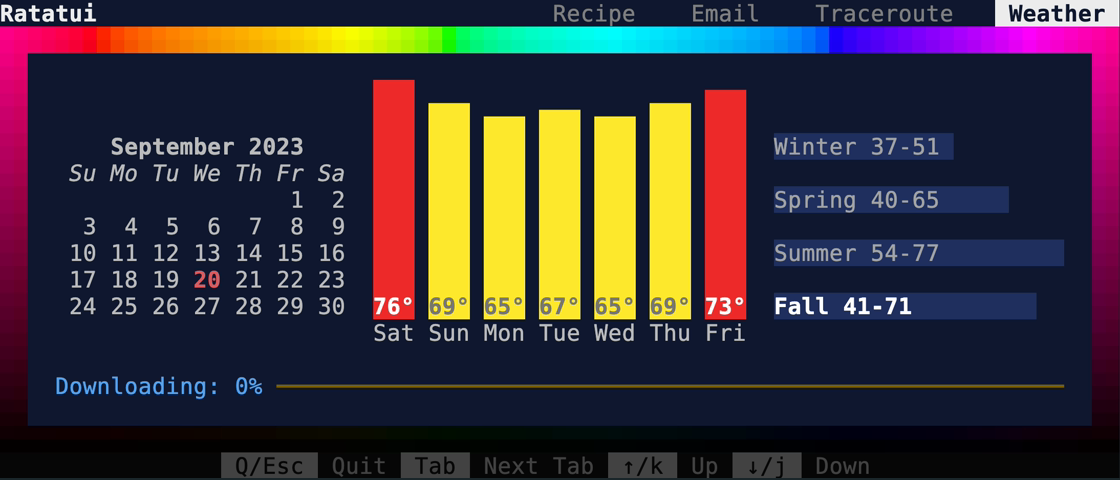 Ratatui Recipe Email Traceroute Weather
September 2023
Su Mo Tu We Th Fr Sa
1 2
3 4 5 6 7 8 9
10 11 12 13 14 15 16
17 18 19 20 21 22 23
24 25 26 27 28 29 30
76° 69° 65° 67° 65° 69° 73°
Sat Sun Mon Tue Wed Thu Fri
Winter 37-51
Spring 40-65
Summer 54-77
Fall 41-71
Downloading: 0%
Q/Esc Quit Tab Next Tab ↑/k Up ↓/j Down